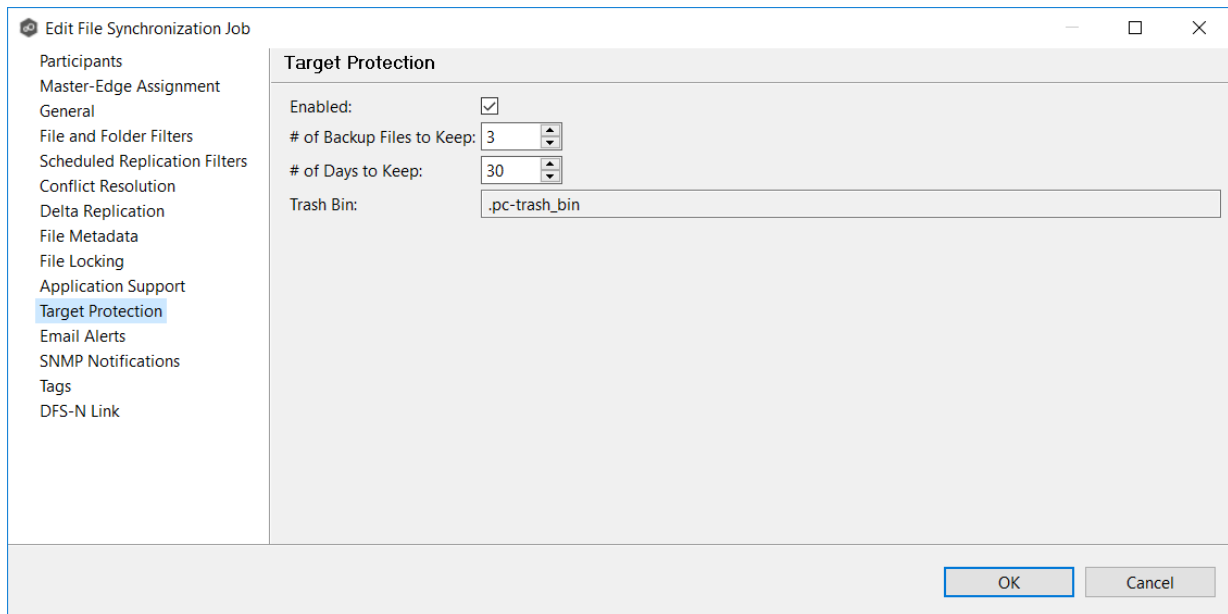 Edit File Synchronization Job
Participants
Master-Edge Assignment
General
File and Folder Filters
Scheduled Replication Filters
Conflict Resolution
Delta Replication
File Metadata
File Locking
Application Support
Target Protection
Email Alerts
SNMP Notifications
Tags
DFS-N Link
Target Protection
Enabled:
# of Backup Files to Keep: 3
# of Days to Keep: 30
Trash Bin: .pc-trash_bin
OK Cancel